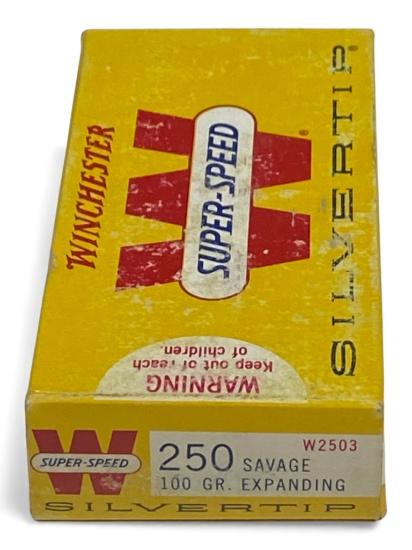 WINCHESTER
SUPER-SPEED
®
SILVERTIP®
WARNING
Keep out of reach
of children.
W
SUPER-SPEED
W2503
250 SAVAGE
100 GR. EXPANDING
SILVERTIP